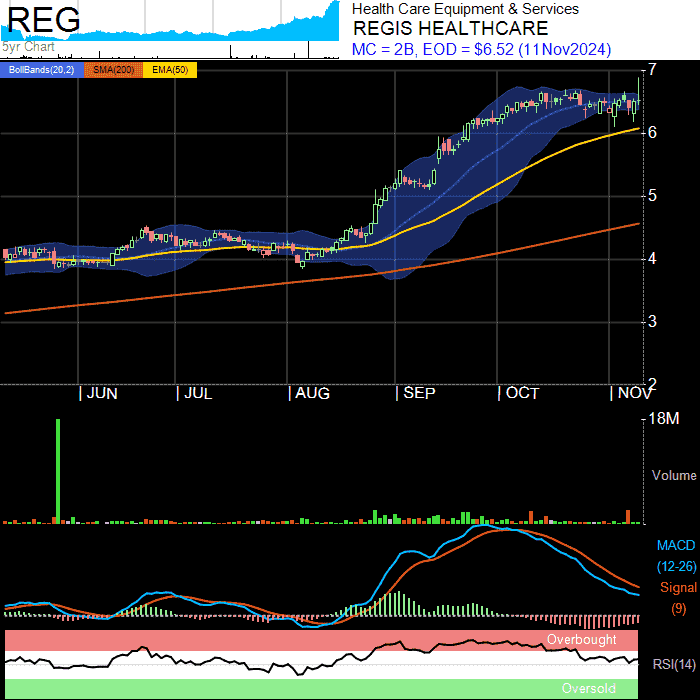 REG
5yr Chart
Health Care Equipment & Services
REGIS HEALTHCARE
MC = 2B, EOD = $6.52 (11Nov2024)
BollBands(20,2) SMA(200) EMA(50)
7
6
5
4
3
2
| JUN | JUL | AUG | SEP | OCT | NOV
18M
Volume
MACD
(12-26)
Signal
(9)
Overbought
RSI(14)
Oversold